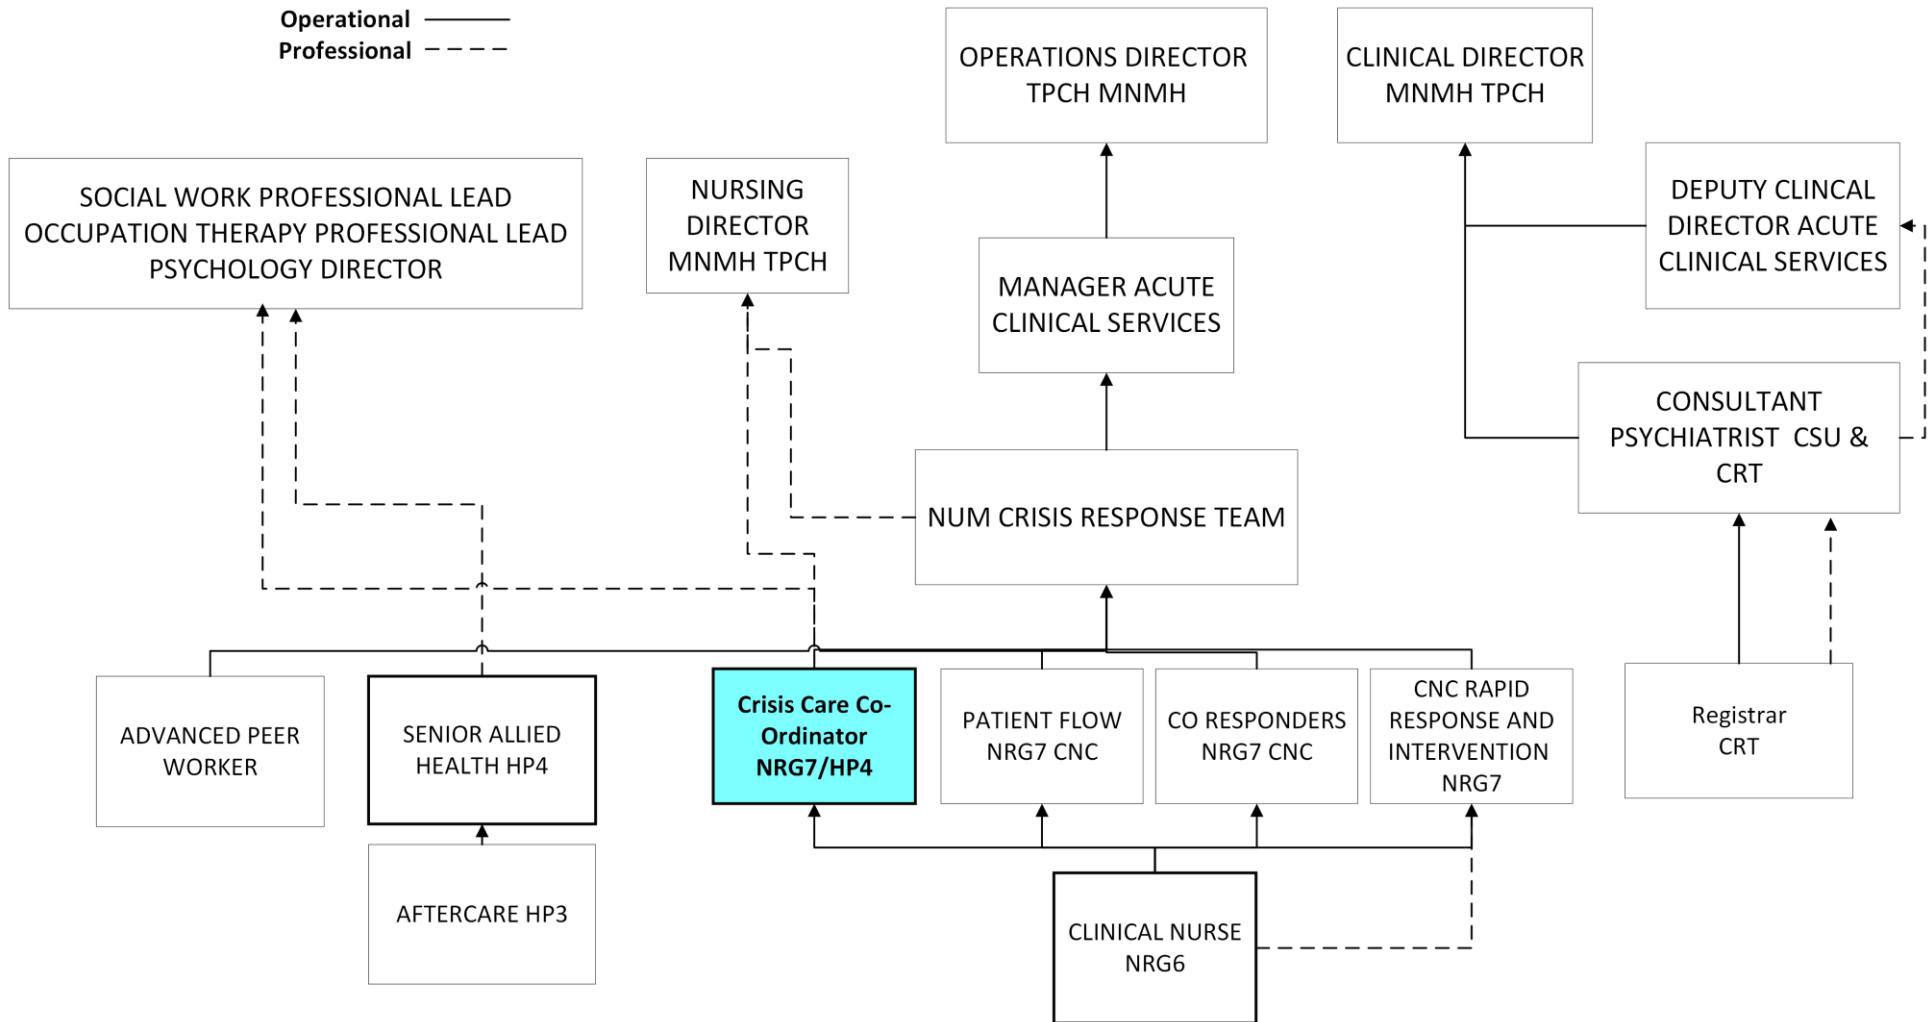 Operational
Professional
OPERATIONS DIRECTOR
TPCH MNMH
CLINICAL DIRECTOR
MNMH TPCH
SOCIAL WORK PROFESSIONAL LEAD
OCCUPATION THERAPY PROFESSIONAL LEAD
PSYCHOLOGY DIRECTOR
NURSING
DIRECTOR
MNMH TPCH
DEPUTY CLINCAL
DIRECTOR ACUTE
CLINICAL SERVICES
MANAGER ACUTE
CLINICAL SERVICES
CONSULTANT
PSYCHIATRIST CSU &
CRT
NUM CRISIS RESPONSE TEAM
ADVANCED PEER
WORKER
SENIOR ALLIED
HEALTH HP4
Crisis Care Co-
Ordinator
NRG7/HP4
PATIENT FLOW
NRG7 CNC
CO RESPONDERS
NRG7 CNC
CNC RAPID
RESPONSE AND
INTERVENTION
NRG7
Registrar
CRT
AFTERCARE HP3
CLINICAL NURSE
NRG6